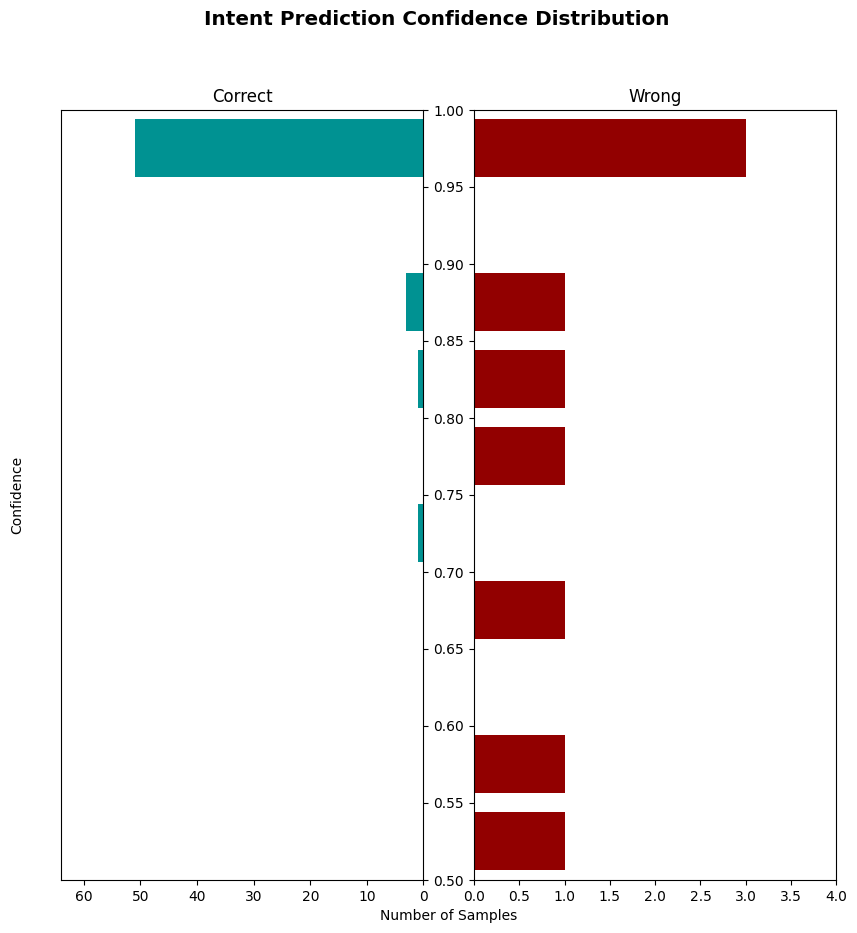 Intent Prediction Confidence Distribution
Correct
Wrong
1.00
0.95
0.90
0.85
0.80
0.75
0.70
0.65
0.60
0.55
0.50
Confidence
60 50 40 30 20 10 0
0.0 0.5 1.0 1.5 2.0 2.5 3.0 3.5 4.0
Number of Samples